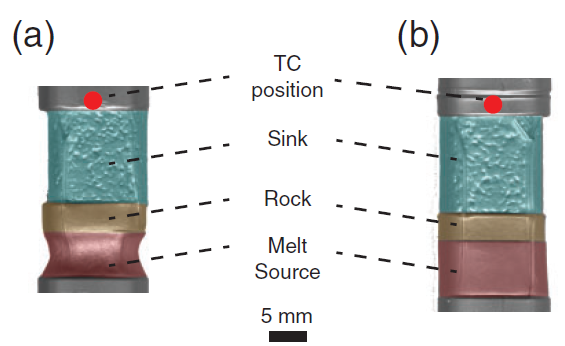 (a)
(b)
TC
position
Sink
Rock
Melt
Source
5 mm